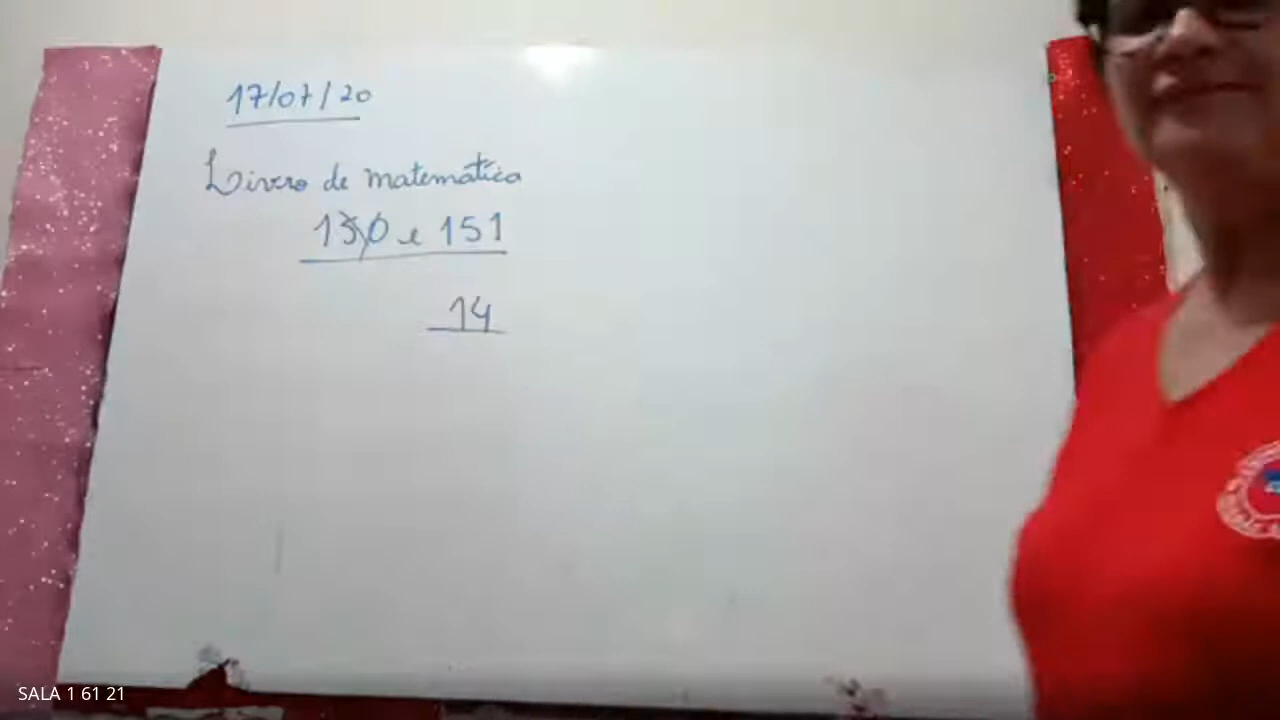 17/07/20
Livro de matemática
130 e 151
14
SALA 1 61 21